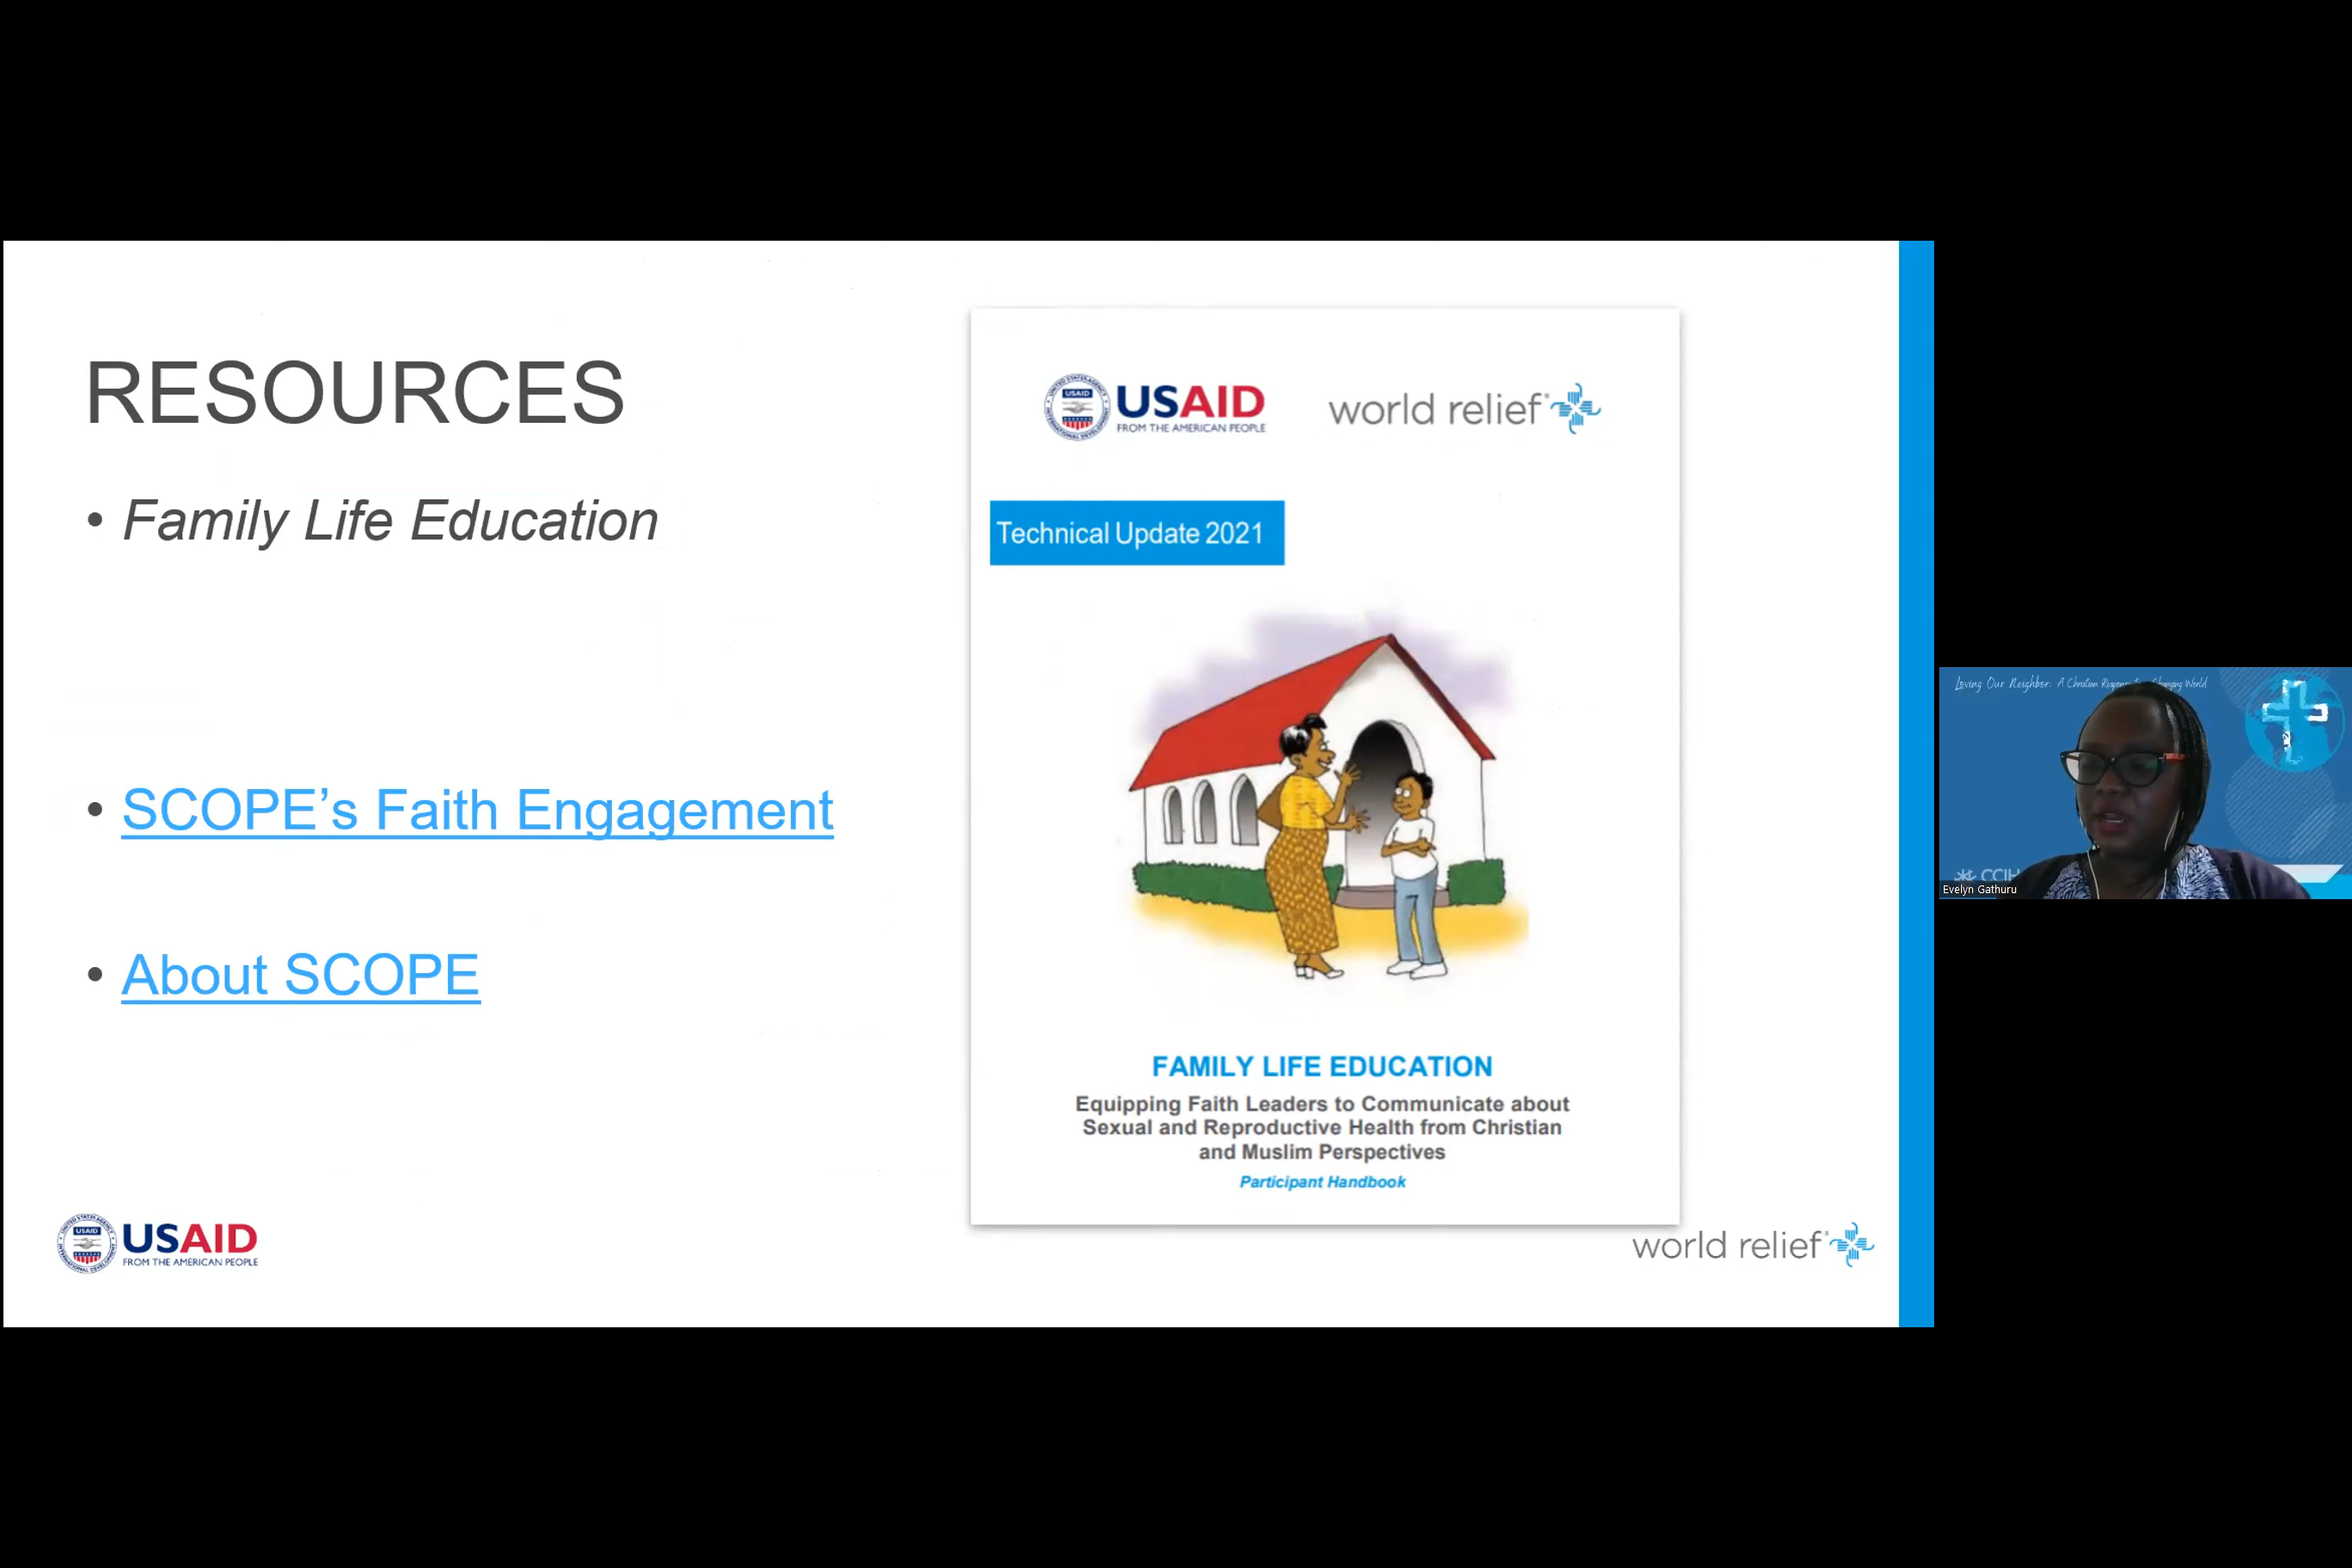 RESOURCES
• Family Life Education
• SCOPE’s Faith Engagement
• About SCOPE
USAID
FROM THE AMERICAN PEOPLE
USAID
FROM THE AMERICAN PEOPLE
world relief
Technical Update 2021
FAMILY LIFE EDUCATION
Equipping Faith Leaders to Communicate about
Sexual and Reproductive Health from Christian
and Muslim Perspectives
Participant Handbook
world relief
Loving Our Neighbor: A Christian Changing World
CCIH
Evelyn Gathuru